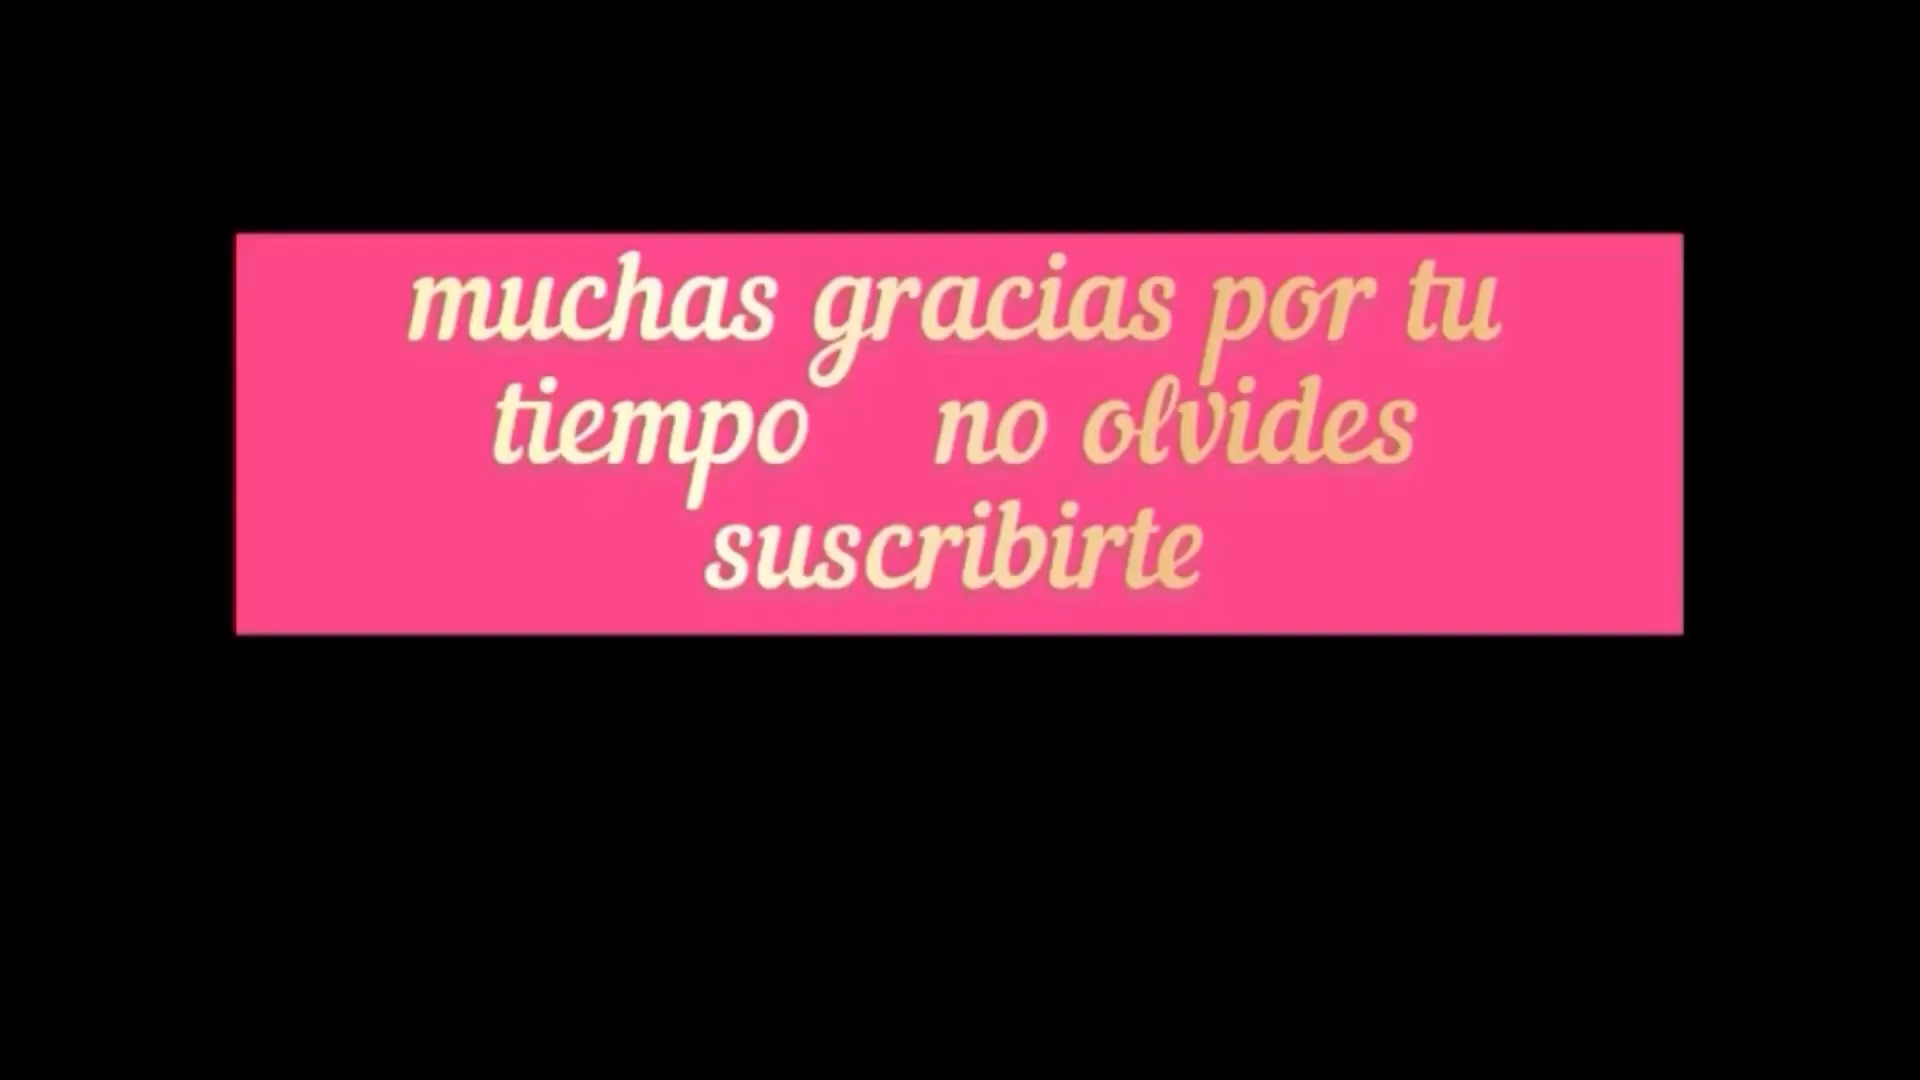 muchas gracias por tu
tiempo no olvides
suscribirte